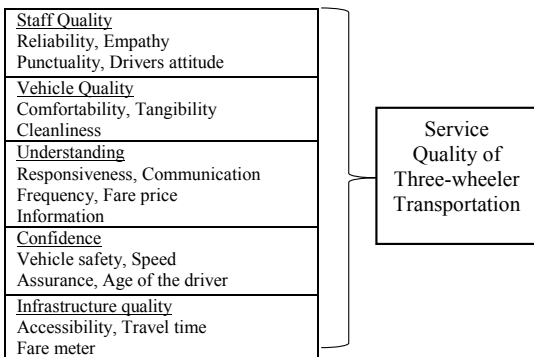 Staff Quality
Reliability, Empathy
Punctuality, Drivers attitude
Vehicle Quality
Comfortability, Tangibility
Cleanliness
Understanding
Responsiveness, Communication
Frequency, Fare price
Information
Confidence
Vehicle safety, Speed
Assurance, Age of the driver
Infrastructure quality
Accessibility, Travel time
Fare meter
Service
Quality of
Three-wheeler
Transportation